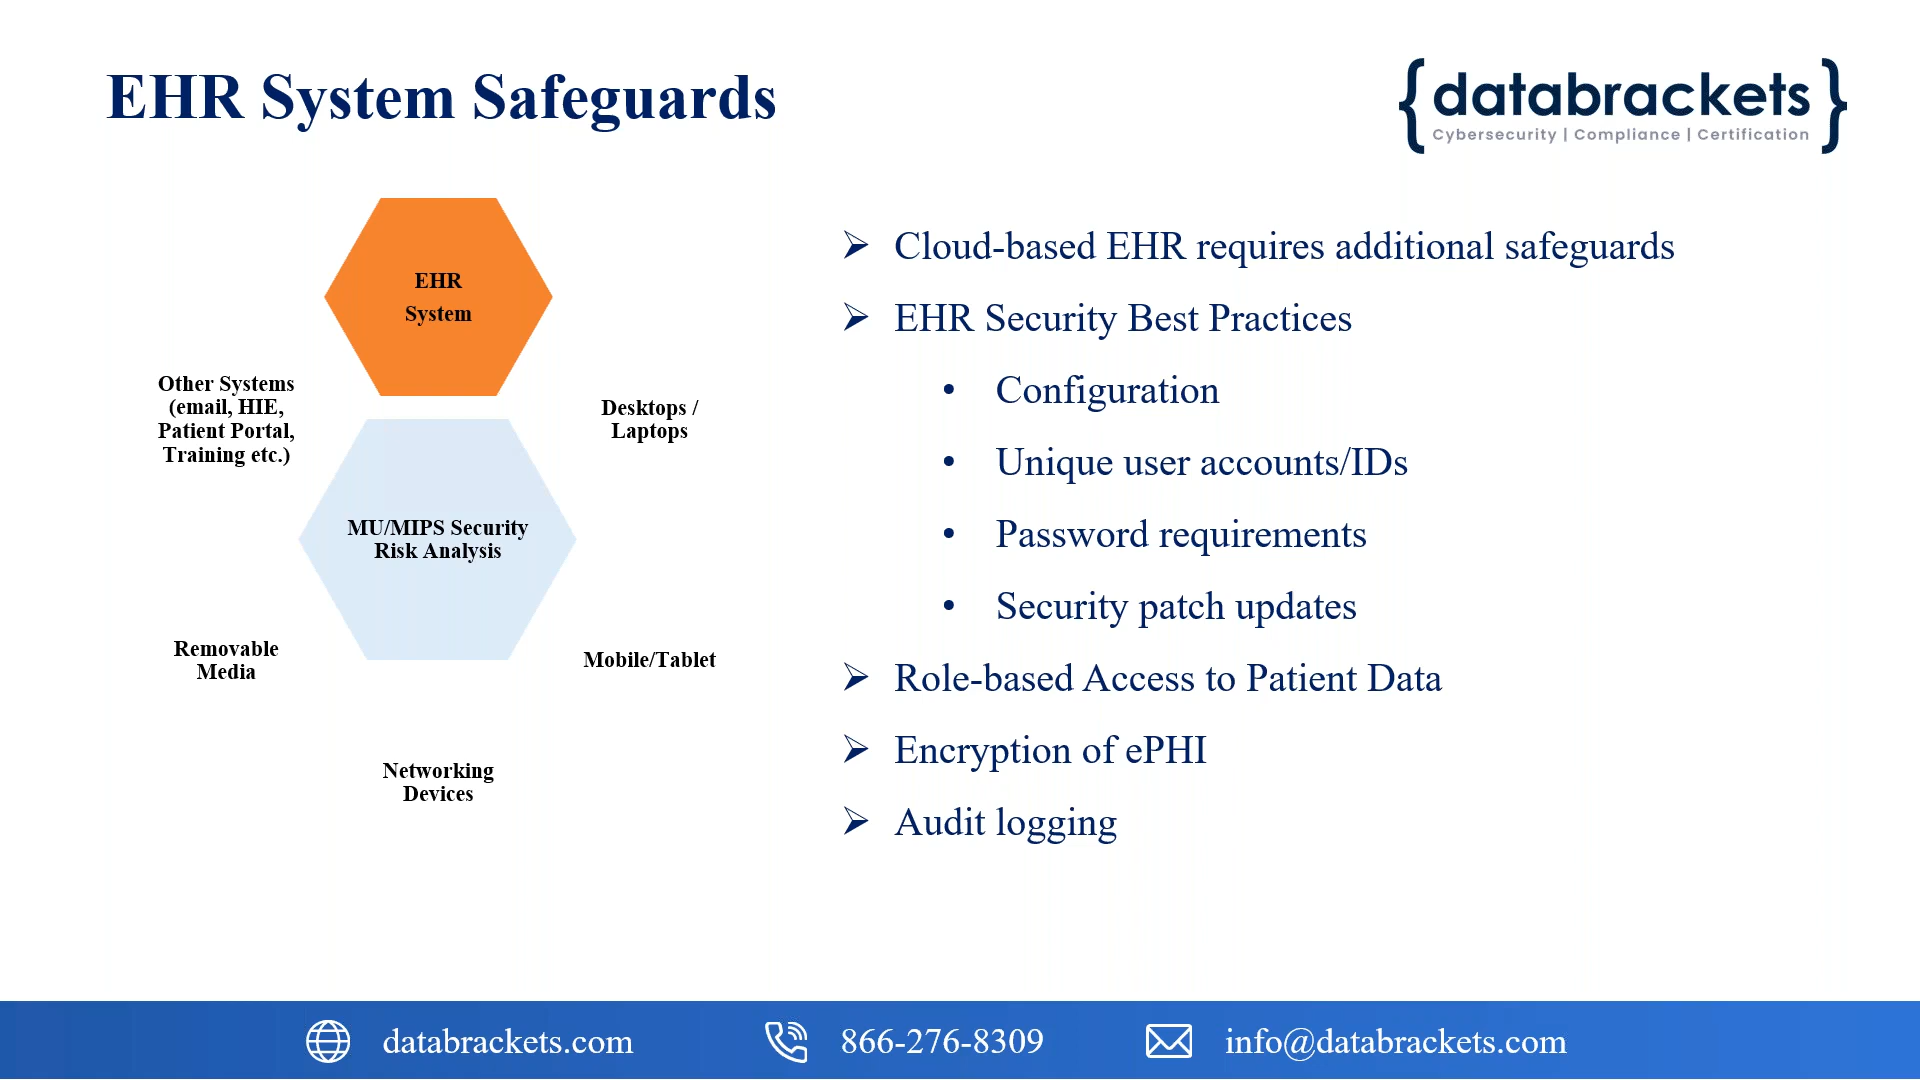 EHR System Safeguards
{databrackets}
Cybersecurity | Compliance | Certification
EHR
System
Other Systems
(email, HIE,
Patient Portal,
Training etc.)
Desktops /
Laptops
MU/MIPS Security
Risk Analysis
Removable
Media
Mobile/Tablet
Networking
Devices
➢ Cloud-based EHR requires additional safeguards
➢ EHR Security Best Practices
• Configuration
• Unique user accounts/IDs
• Password requirements
• Security patch updates
➢ Role-based Access to Patient Data
➢ Encryption of ePHI
➢ Audit logging
databrackets.com
866-276-8309
info@databrackets.com